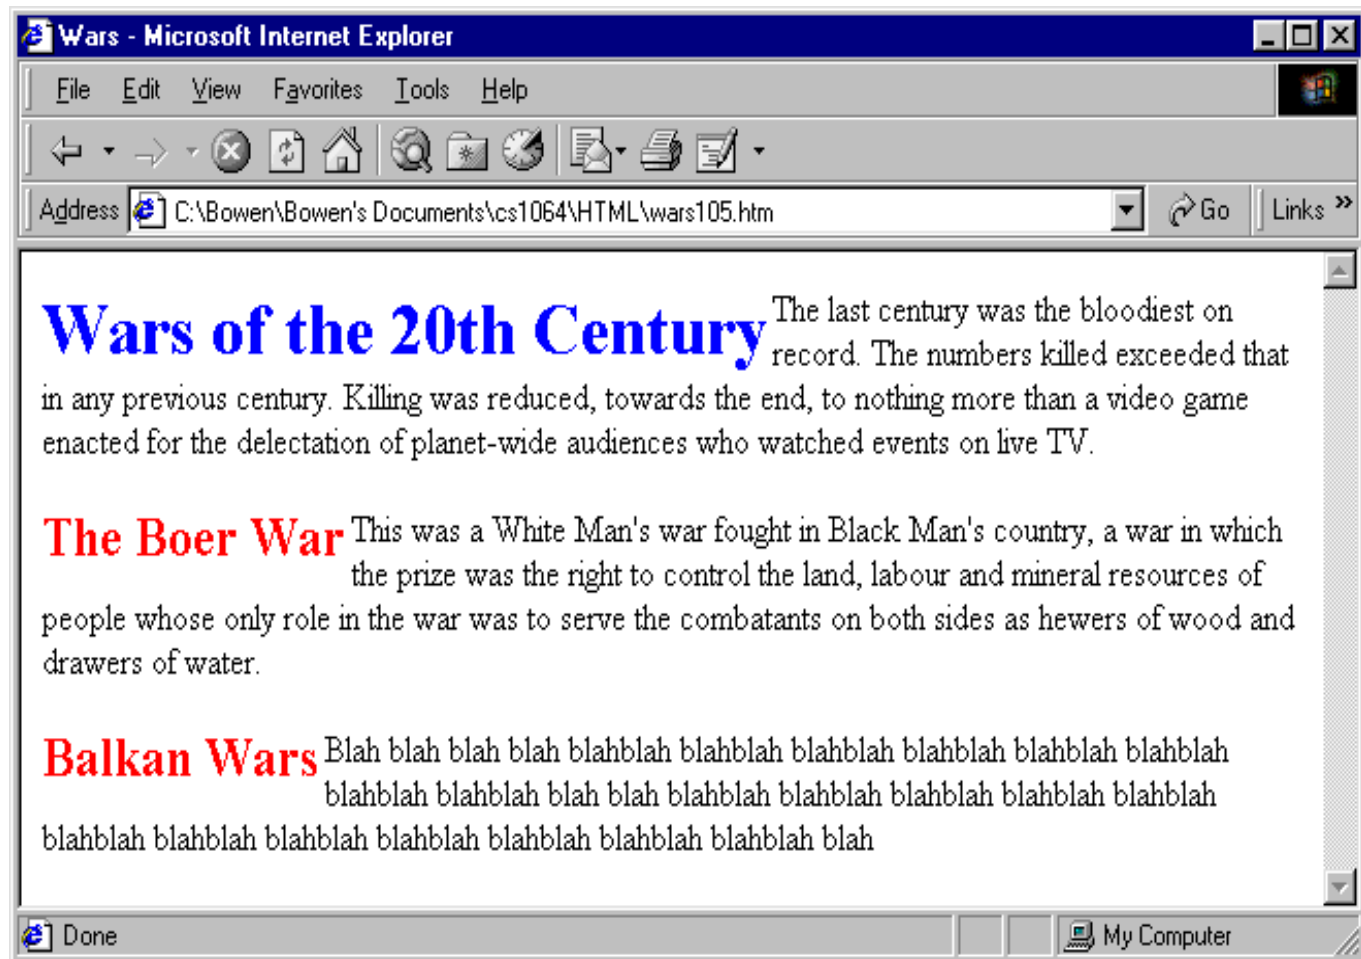 Wars - Microsoft Internet Explorer
File Edit View Favorites Tools Help
Address C:\Bowen\Bowen's Documents\cs1064\HTML\wars105.htm Go Links »
Wars of the 20th Century The last century was the bloodiest on
record. The numbers killed exceeded that
in any previous century. Killing was reduced, towards the end, to nothing more than a video game
enacted for the delectation of planet-wide audiences who watched events on live TV.
The Boer War This was a White Man's war fought in Black Man's country, a war in which
the prize was the right to control the land, labour and mineral resources of
people whose only role in the war was to serve the combatants on both sides as hewers of wood and
drawers of water.
Balkan Wars Blah blah blah blah blahblah blahblah blahblah blahblah blahblah blahblah
blahblah blahblah blah blah blahblah blahblah blahblah blahblah blahblah
blahblah blahblah blahblah blahblah blahblah blahblah blahblah blah
Done My Computer